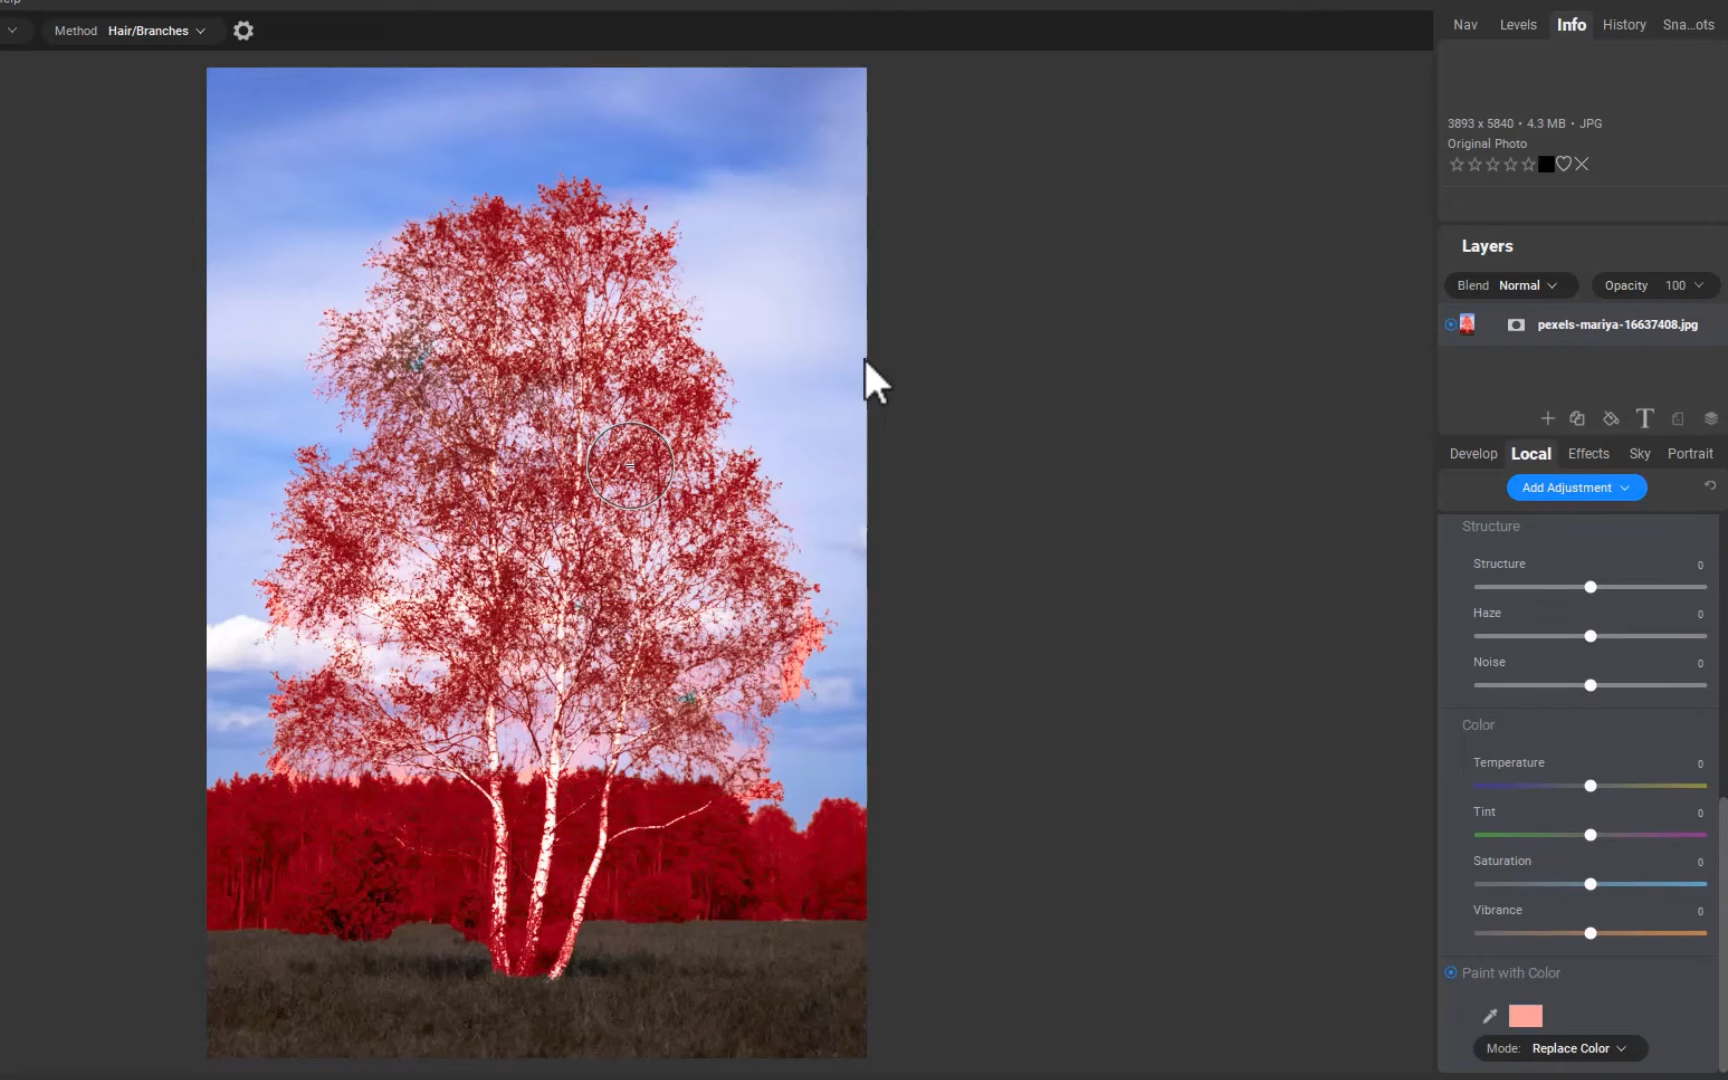 Method Hair/Branches
Nav Levels Info History Sna...ots
3893 x 5840 • 4.3 MB • JPG
Original Photo
Layers
Blend Normal Opacity 100
pexels-mariya-16637408.jpg
Develop Local Effects Sky Portrait
Add Adjustment
Structure
Structure 0
Haze 0
Noise 0
Color
Temperature 0
Tint 0
Saturation 0
Vibrance 0
Paint with Color
Mode: Replace Color